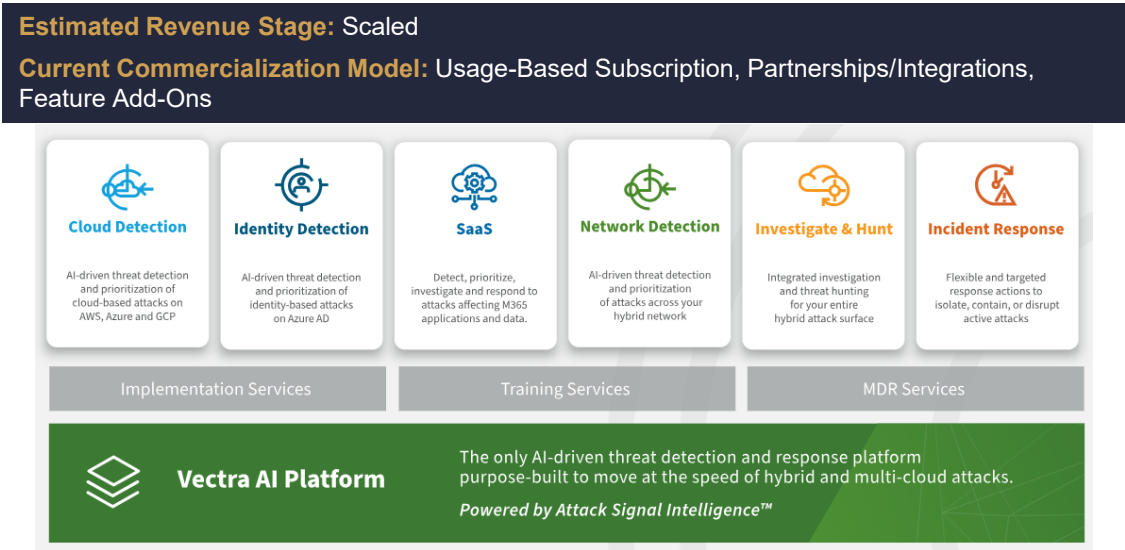 Estimated Revenue Stage: Scaled
Current Commercialization Model: Usage-Based Subscription, Partnerships/Integrations,
Feature Add-Ons
Cloud Detection
AI-driven threat detection
and prioritization of
cloud-based attacks on
AWS, Azure and GCP
Identity Detection
AI-driven threat detection
and prioritization of
identity-based attacks
on Azure AD
SaaS
Detect, prioritize,
investigate and respond to
attacks affecting M365
applications and data.
Network Detection
AI-driven threat detection
and prioritization
of attacks across your
hybrid network
Investigate & Hunt
Integrated investigation
and threat hunting
for your entire
hybrid attack surface
Incident Response
Flexible and targeted
response actions to
isolate, contain, or disrupt
active attacks
Implementation Services
Training Services
MDR Services
Vectra AI Platform
The only AI-driven threat detection and response platform
purpose-built to move at the speed of hybrid and multi-cloud attacks.
Powered by Attack Signal Intelligence™